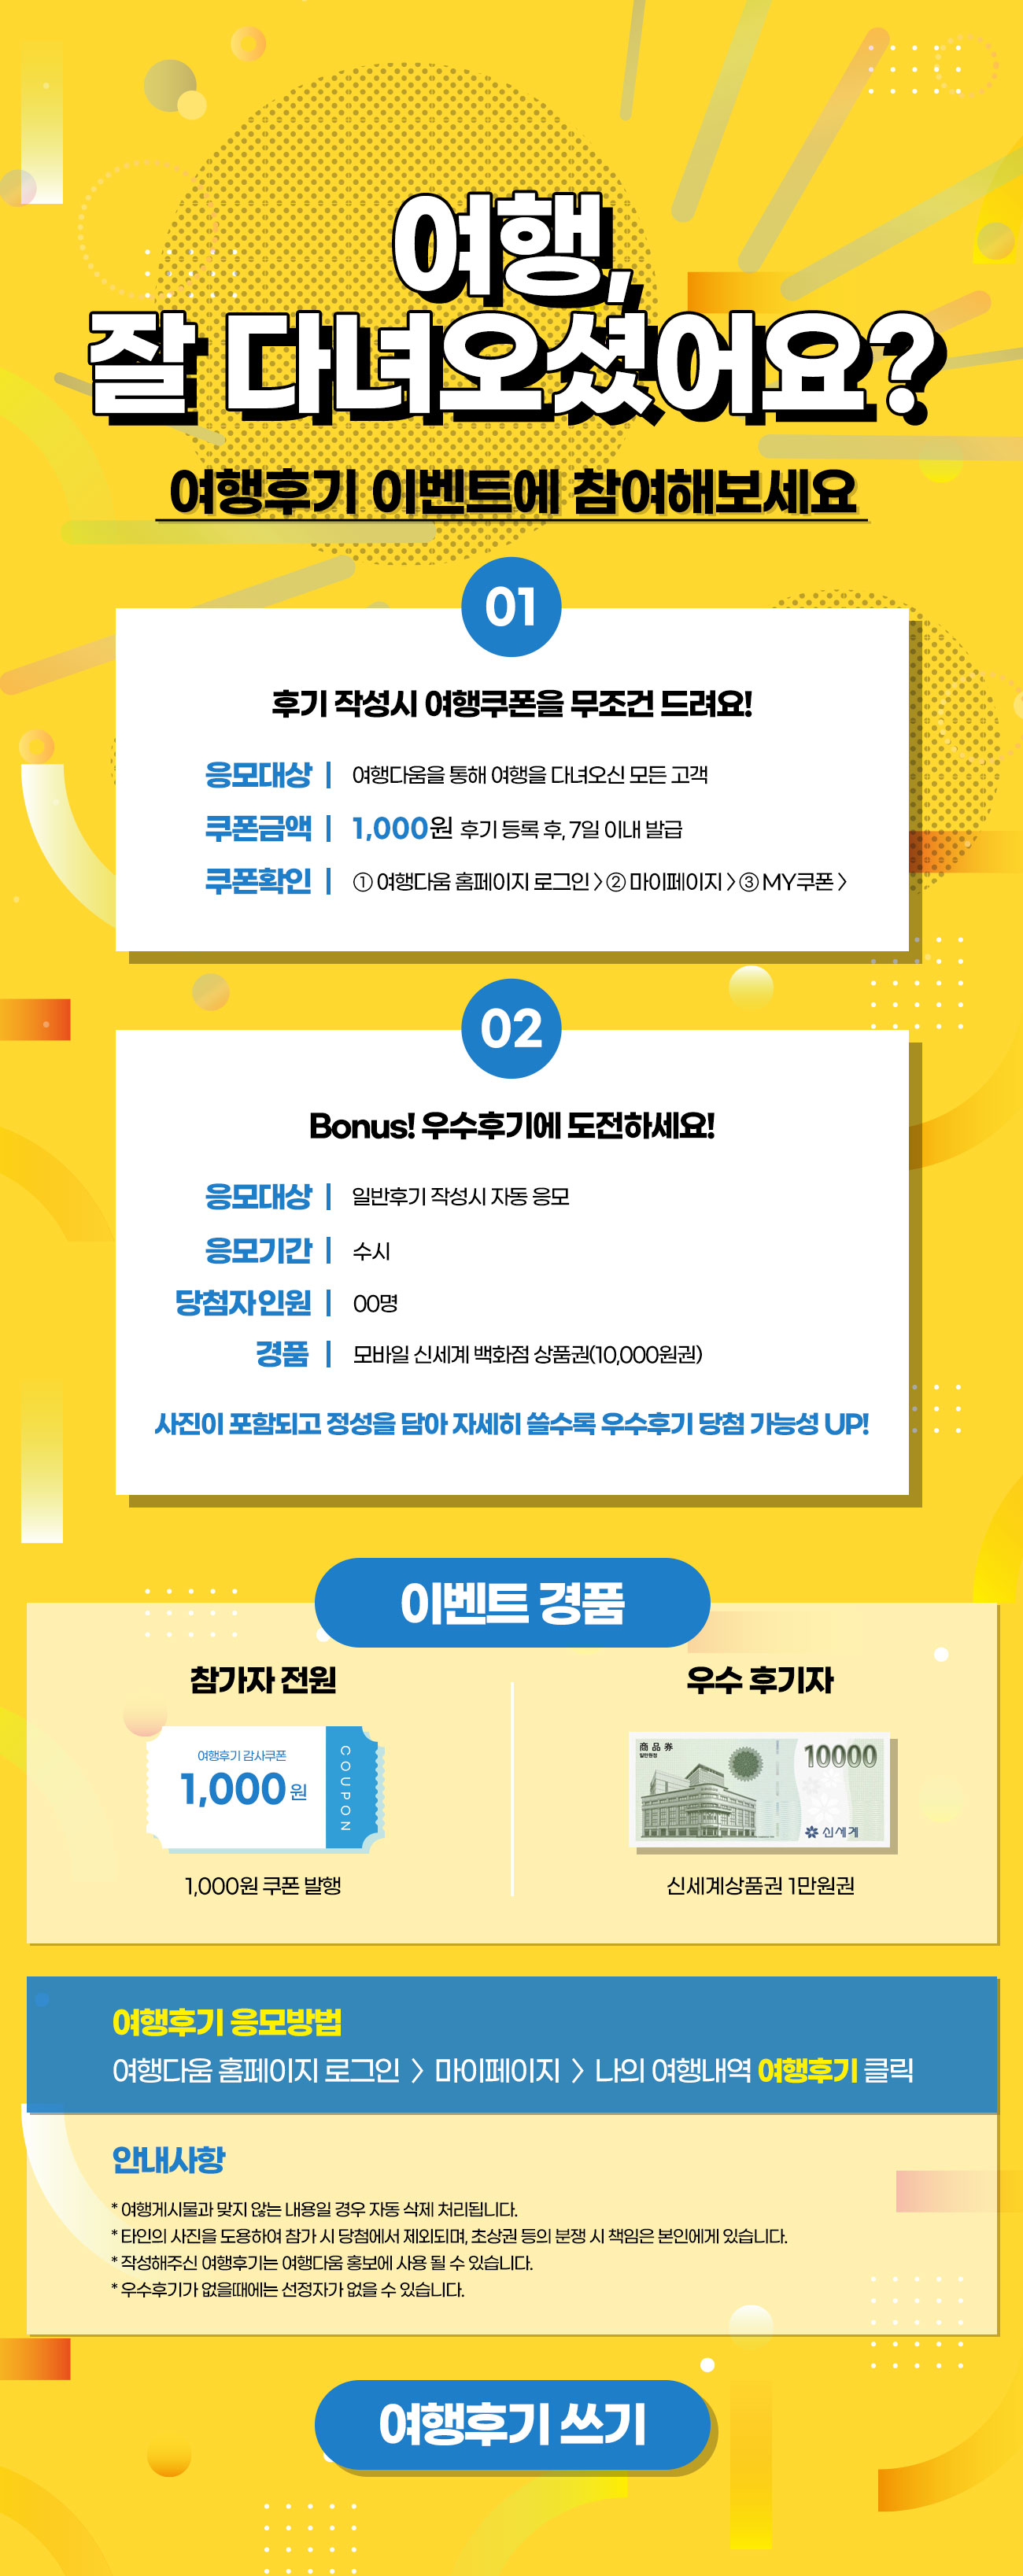 여행,
잘 다녀오셨어요?
여행후기 이벤트에 참여해보세요
01
후기 작성시 여행쿠폰을 무조건 드려요!
응모대상 | 여행다움을 통해 여행을 다녀오신 모든 고객
쿠폰금액 | 1,000원 후기 등록 후, 7일 이내 발급
쿠폰확인 | ① 여행다움 홈페이지 로그인 > ② 마이페이지 > ③ MY쿠폰 >
02
Bonus! 우수후기에 도전하세요!
응모대상 | 일반후기 작성시 자동 응모
응모기간 | 수시
당첨자인원 | 00명
경품 | 모바일 신세계 백화점 상품권(10,000원권)
사진이 포함되고 정성을 담아 자세히 쓸수록 우수후기 당첨 가능성 UP!
이벤트 경품
참가자 전원
여행후기 감사쿠폰
1,000원
COUPON
1,000원 쿠폰 발행
우수 후기자
商品券
일만원정
10000
신세계
신세계상품권 1만원권
여행후기 응모방법
여행다움 홈페이지 로그인 > 마이페이지 > 나의 여행내역 여행후기 클릭
안내사항
* 여행게시물과 맞지 않는 내용일 경우 자동 삭제 처리됩니다.
* 타인의 사진을 도용하여 참가 시 당첨에서 제외되며, 초상권 등의 분쟁 시 책임은 본인에게 있습니다.
* 작성해주신 여행후기는 여행다움 홍보에 사용 될 수 있습니다.
* 우수후기가 없을때에는 선정자가 없을 수 있습니다.
여행후기 쓰기